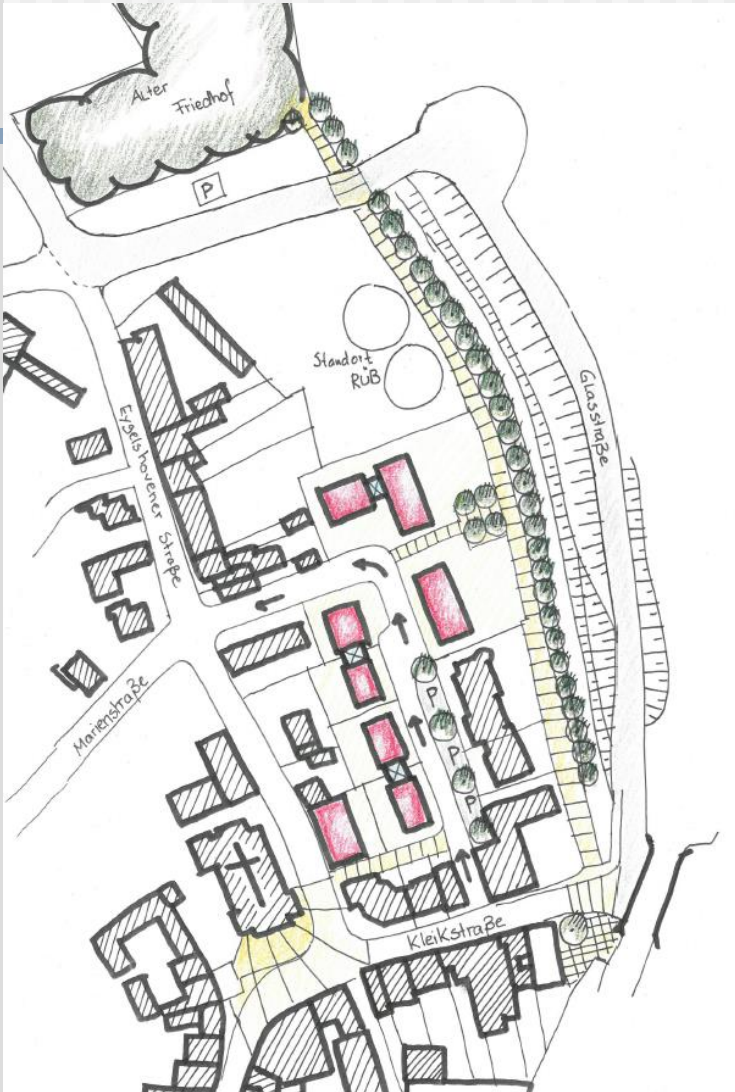 Alter
Friedhof
P
Standort
RÜB
Glasstraße
Eygelshovener Straße
Marienstraße
P
P
P
Kleikstraße